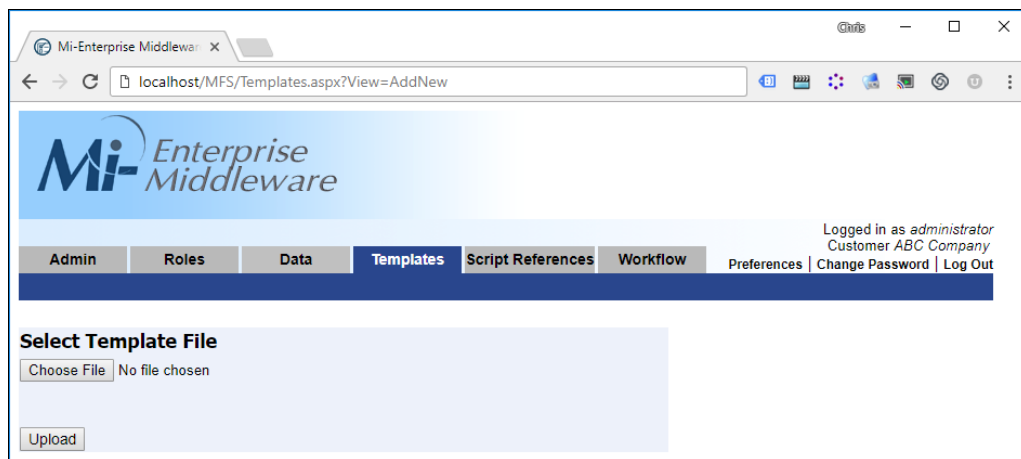 Chris
Mi-Enterprise Middlewar
localhost/MFS/Templates.aspx?View=AddNew
Mi- Enterprise
Middleware
Logged in as administrator
Customer ABC Company
Admin Roles Data Templates Script References Workflow Preferences | Change Password | Log Out
Select Template File
Choose File No file chosen
Upload